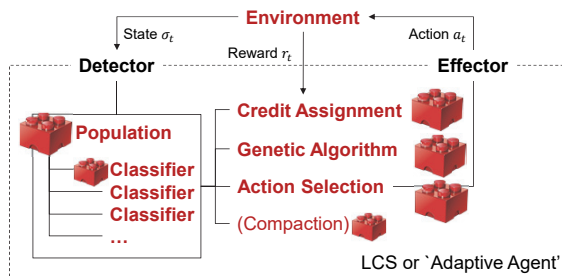 Environment
State σt
Action at
Reward rt
Detector
Effector
Population
Classifier
Classifier
Classifier
...
Credit Assignment
Genetic Algorithm
Action Selection
(Compaction)
LCS or `Adaptive Agent'